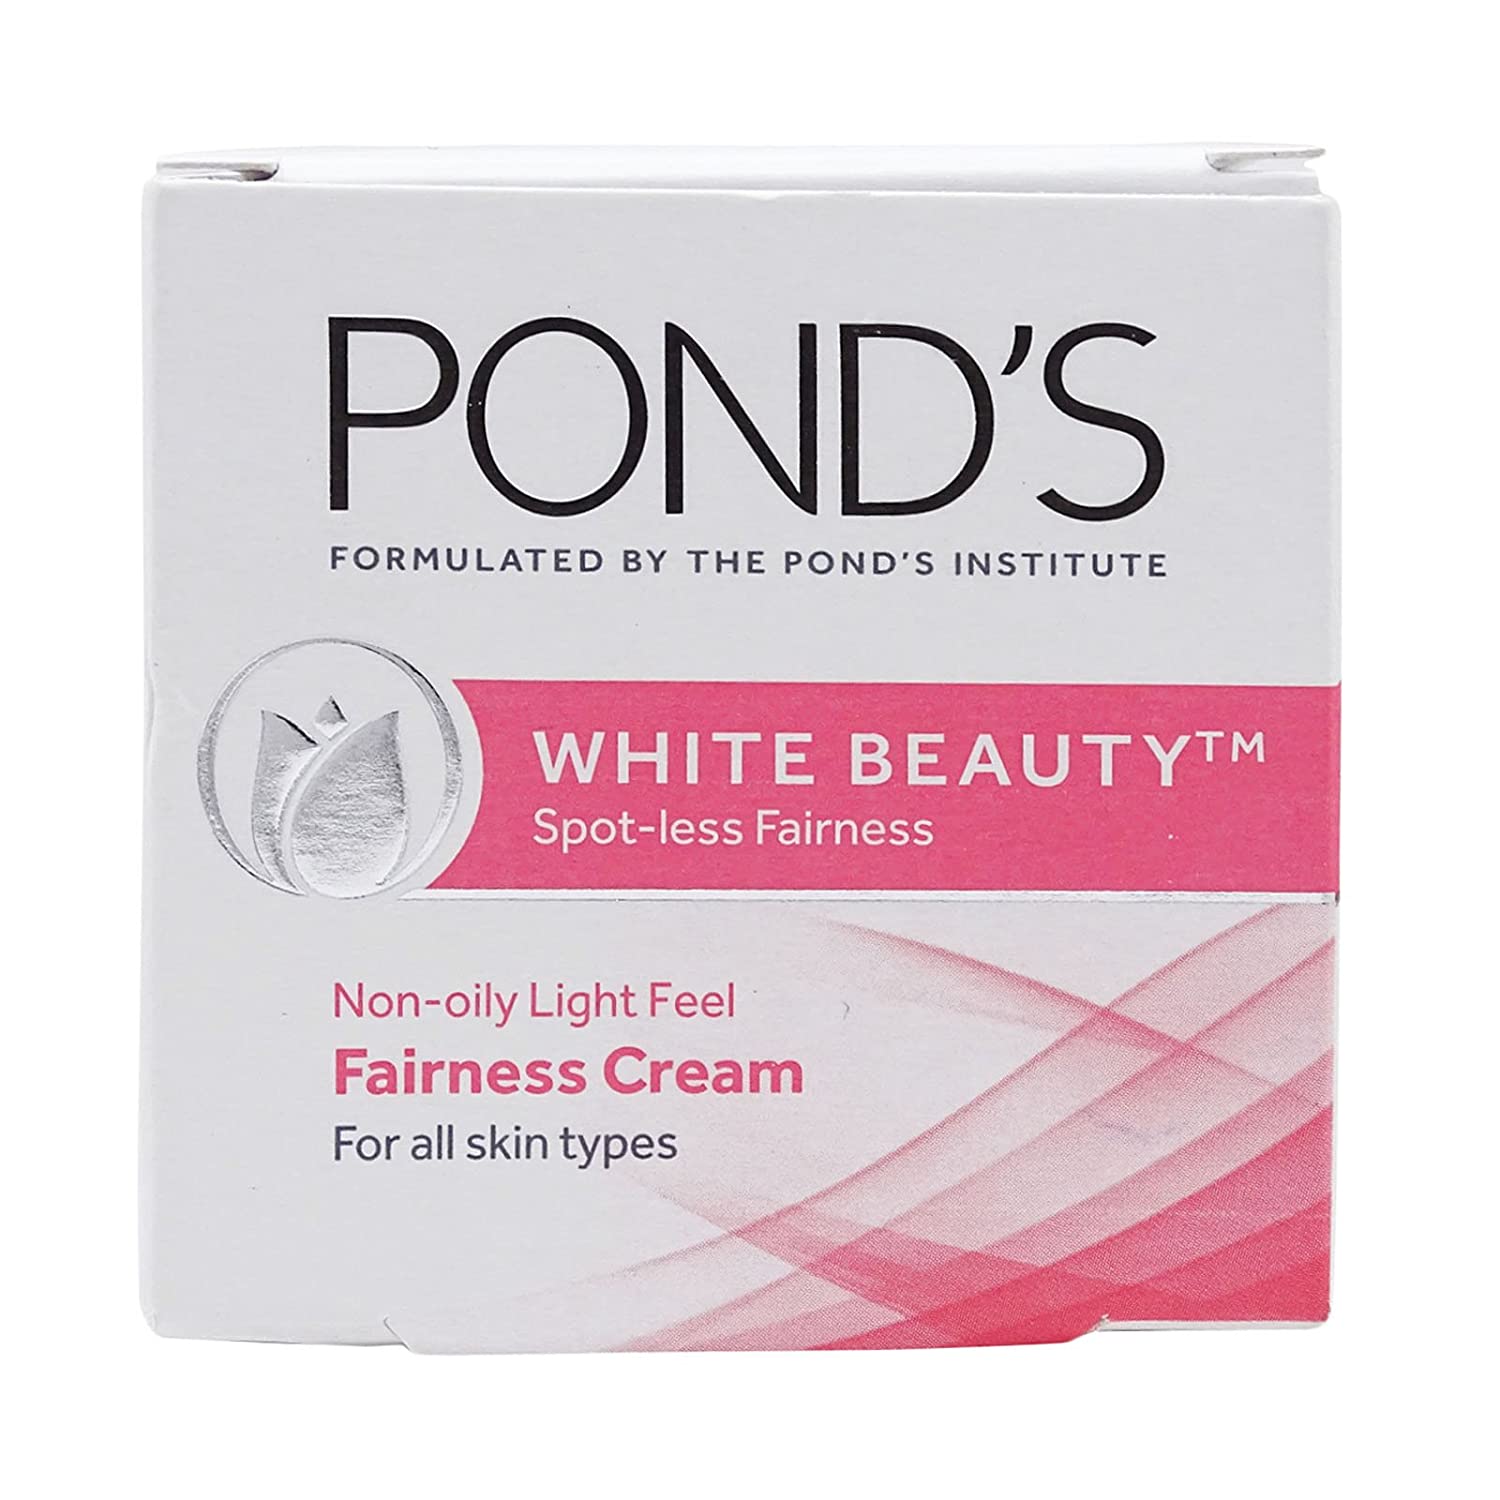 POND'S
FORMULATED BY THE POND'S INSTITUTE
WHITE BEAUTY™
Spot-less Fairness
Non-oily Light Feel
Fairness Cream
For all skin types